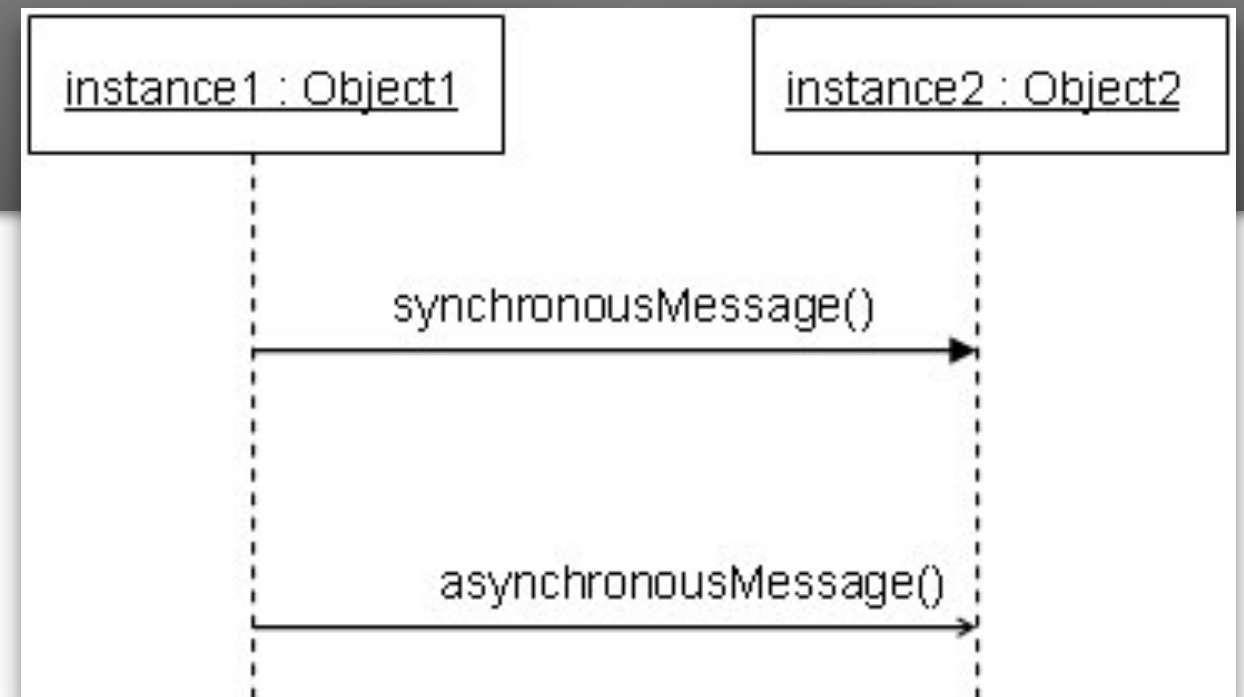 instance1 : Object1
instance2 : Object2
synchronousMessage()
asynchronousMessage()